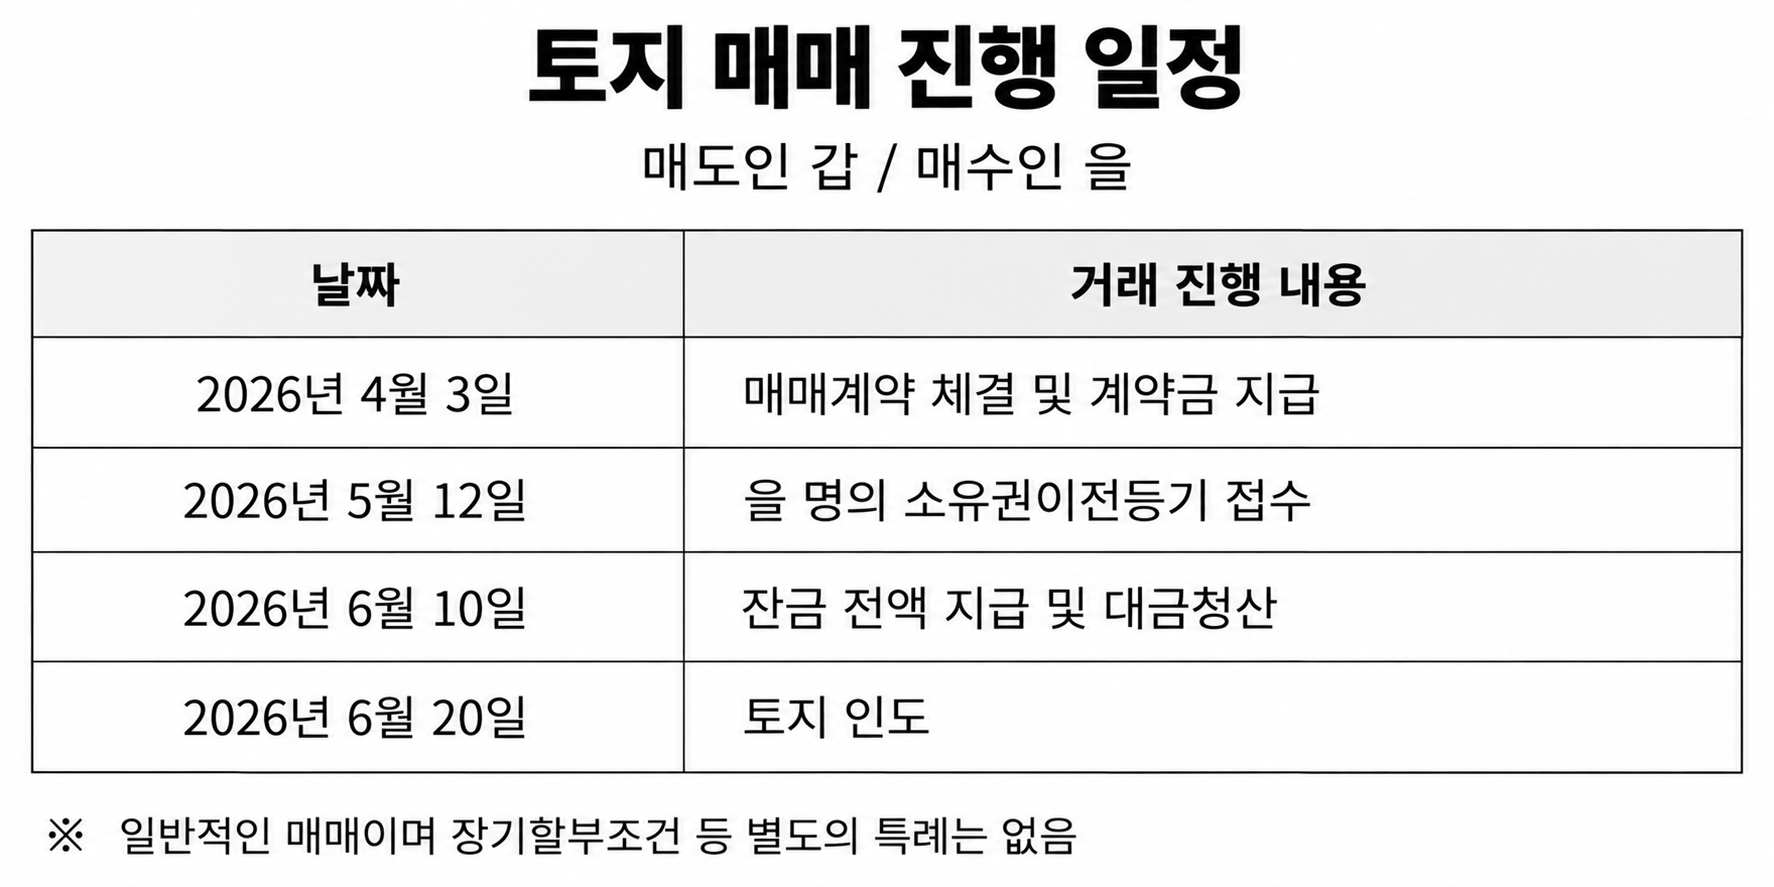 토지 매매 진행 일정
매도인 갑 / 매수인 을
날짜 거래 진행 내용
2026년 4월 3일 매매계약 체결 및 계약금 지급
2026년 5월 12일 을 명의 소유권이전등기 접수
2026년 6월 10일 잔금 전액 지급 및 대금청산
2026년 6월 20일 토지 인도
※ 일반적인 매매이며 장기할부조건 등 별도의 특례는 없음